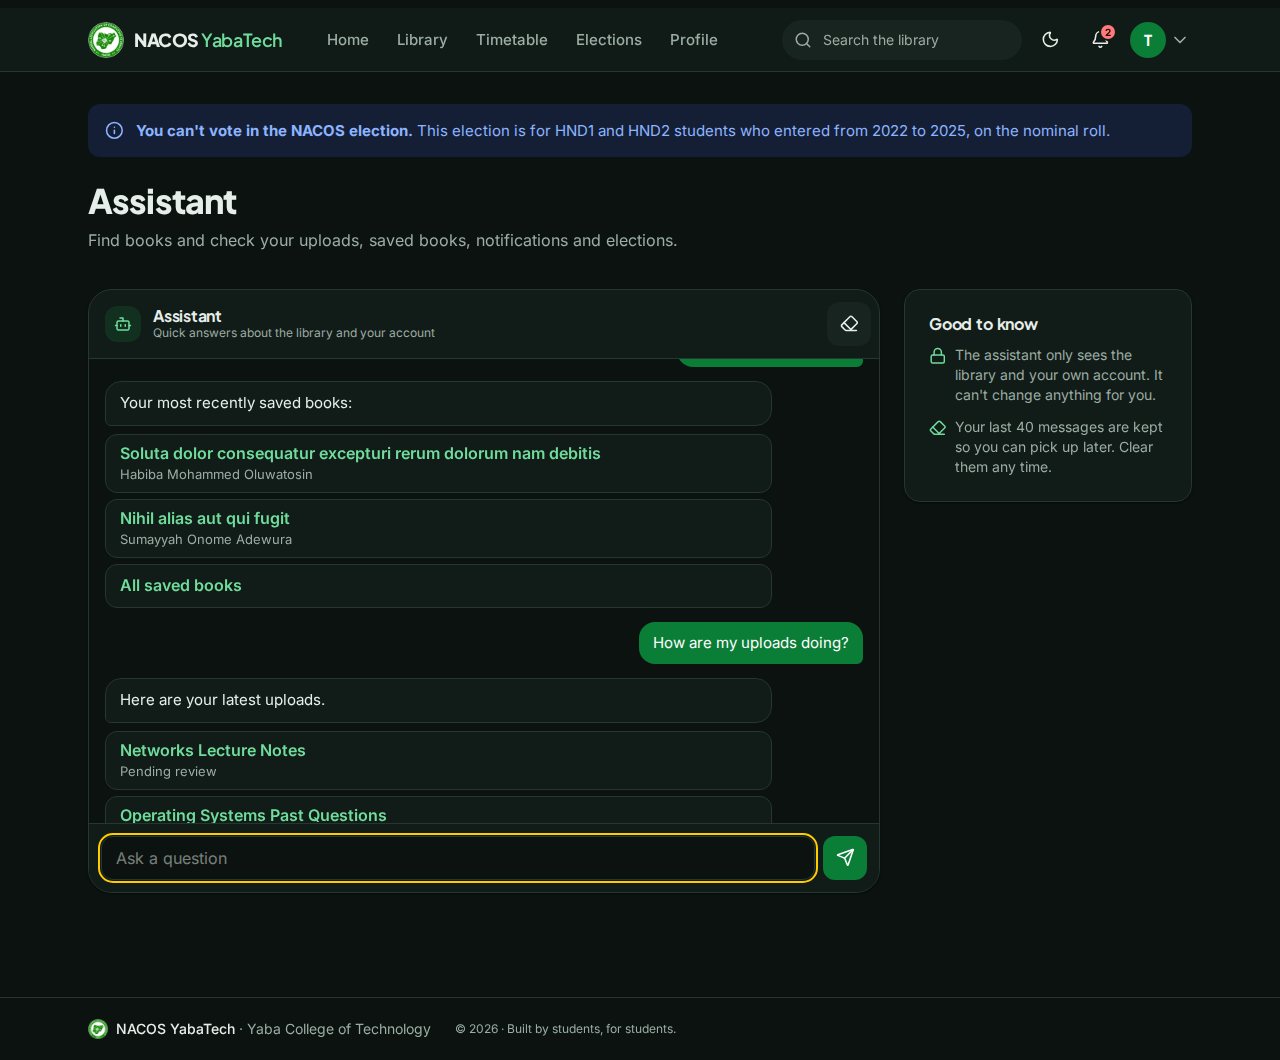 NACOS YabaTech
Home
Library
Timetable
Elections
Profile
Search the library
2
T
You can't vote in the NACOS election. This election is for HND1 and HND2 students who entered from 2022 to 2025, on the nominal roll.
Assistant
Find books and check your uploads, saved books, notifications and elections.
Assistant
Quick answers about the library and your account
Your most recently saved books:
Soluta dolor consequatur excepturi rerum dolorum nam debitis
Habiba Mohammed Oluwatosin
Nihil alias aut qui fugit
Sumayyah Onome Adewura
All saved books
How are my uploads doing?
Here are your latest uploads.
Networks Lecture Notes
Pending review
Operating Systems Past Questions
Ask a question
Good to know
The assistant only sees the
library and your own account. It
can't change anything for you.
Your last 40 messages are kept
so you can pick up later. Clear
them any time.
NACOS YabaTech · Yaba College of Technology
© 2026 · Built by students, for students.